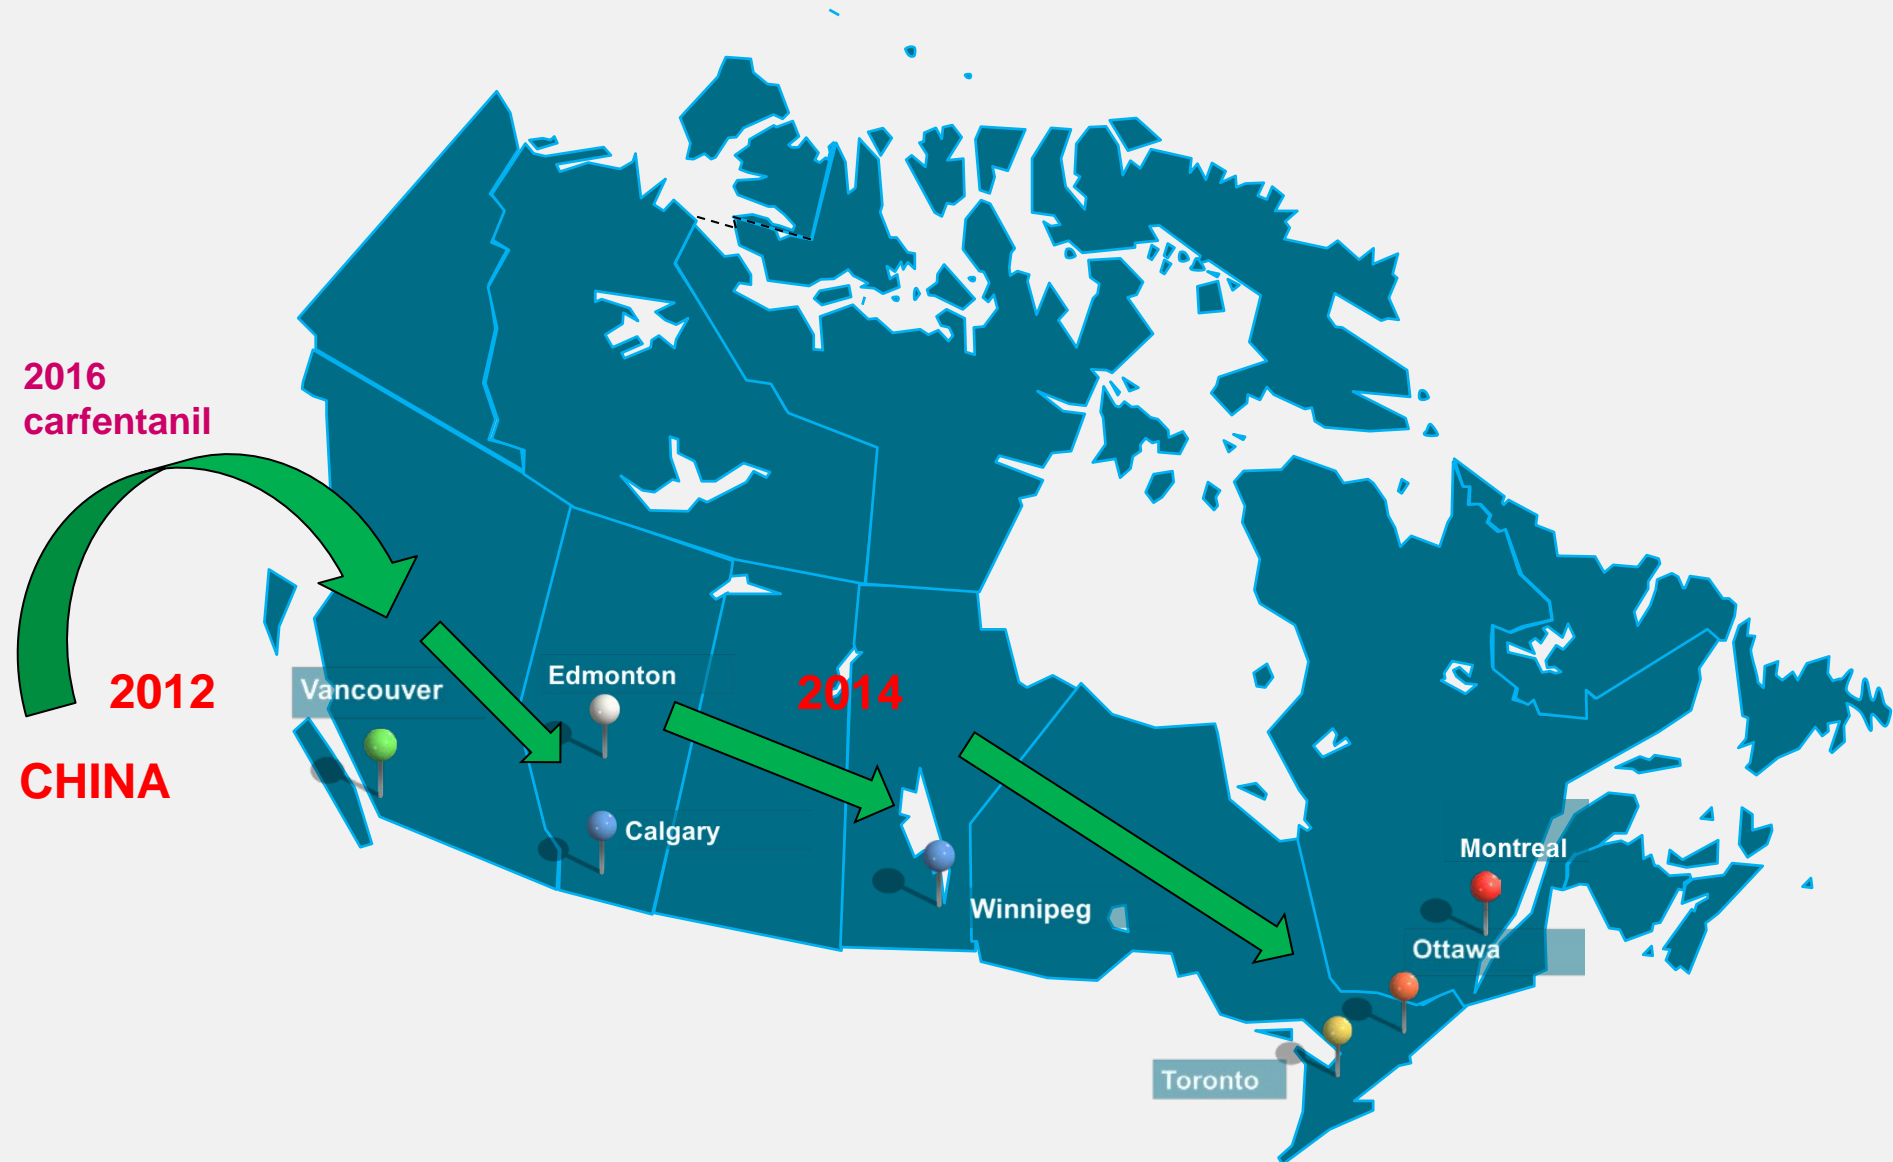 2016
carfentanil
2012
CHINA
Vancouver
Edmonton
Calgary
2014
Winnipeg
Montreal
Ottawa
Toronto